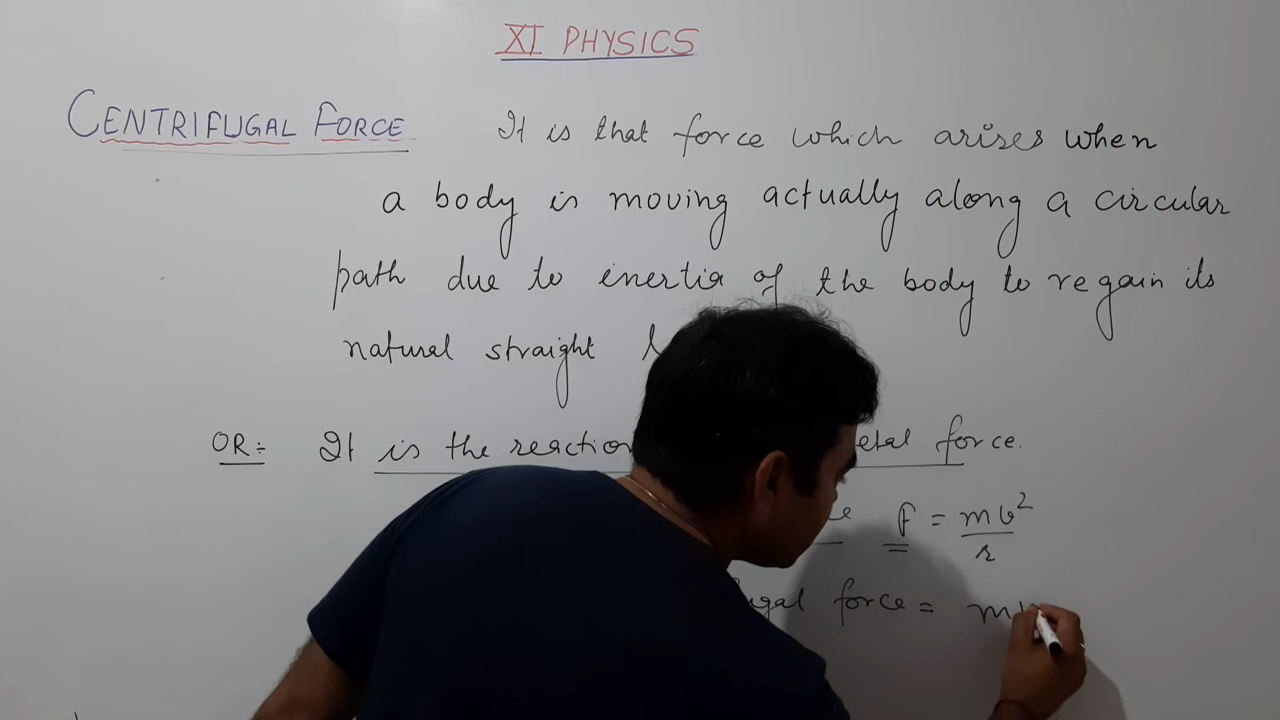 XI PHYSICS
CENTRIFUGAL FORCE It is that force which arises when
a body is moving actually along a circular
path due to inertia of the body to regain its
natural straight
OR:- It is the reaction etal force.
F = mv²/r
gal force =